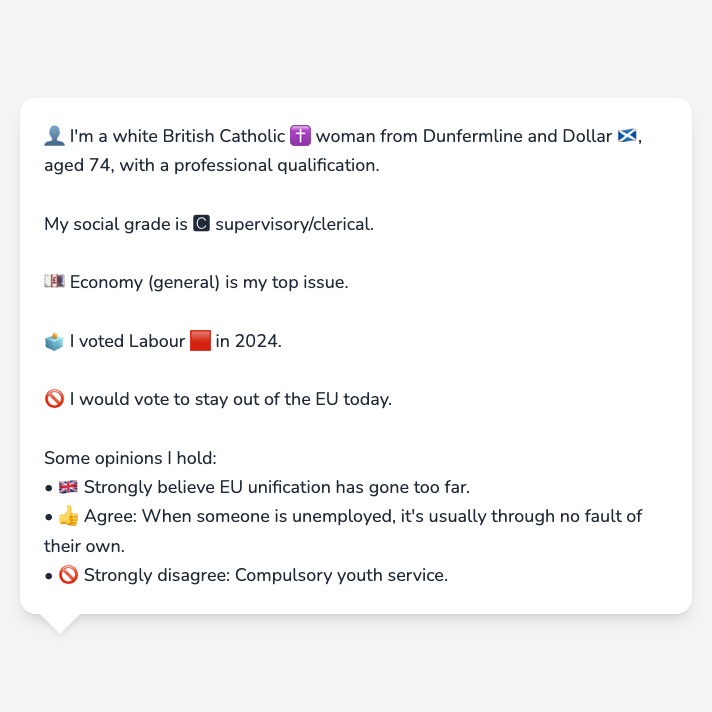 👤 I'm a white British Catholic ✝️ woman from Dunfermline and Dollar 🏴󠁧󠁢󠁳󠁣󠁴󠁿,
aged 74, with a professional qualification.
My social grade is 🅲 supervisory/clerical.
💷 Economy (general) is my top issue.
🗳️ I voted Labour 🟥 in 2024.
🚫 I would vote to stay out of the EU today.
Some opinions I hold:
• 🇬🇧 Strongly believe EU unification has gone too far.
• 👍 Agree: When someone is unemployed, it's usually through no fault of
their own.
• 🚫 Strongly disagree: Compulsory youth service.